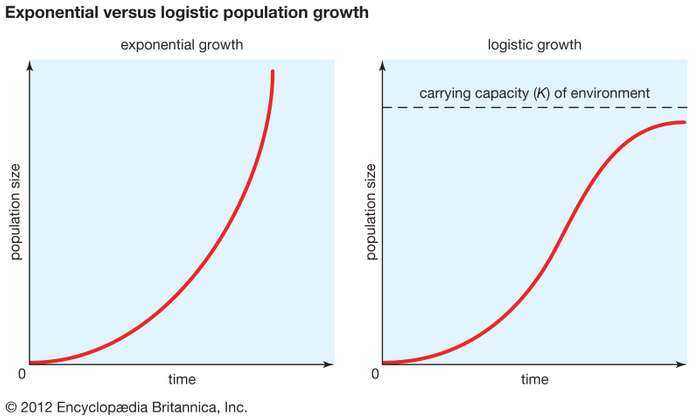 Exponential versus logistic population growth
exponential growth
population size
0
time
logistic growth
carrying capacity (K) of environment
population size
0
time
© 2012 Encyclopædia Britannica, Inc.